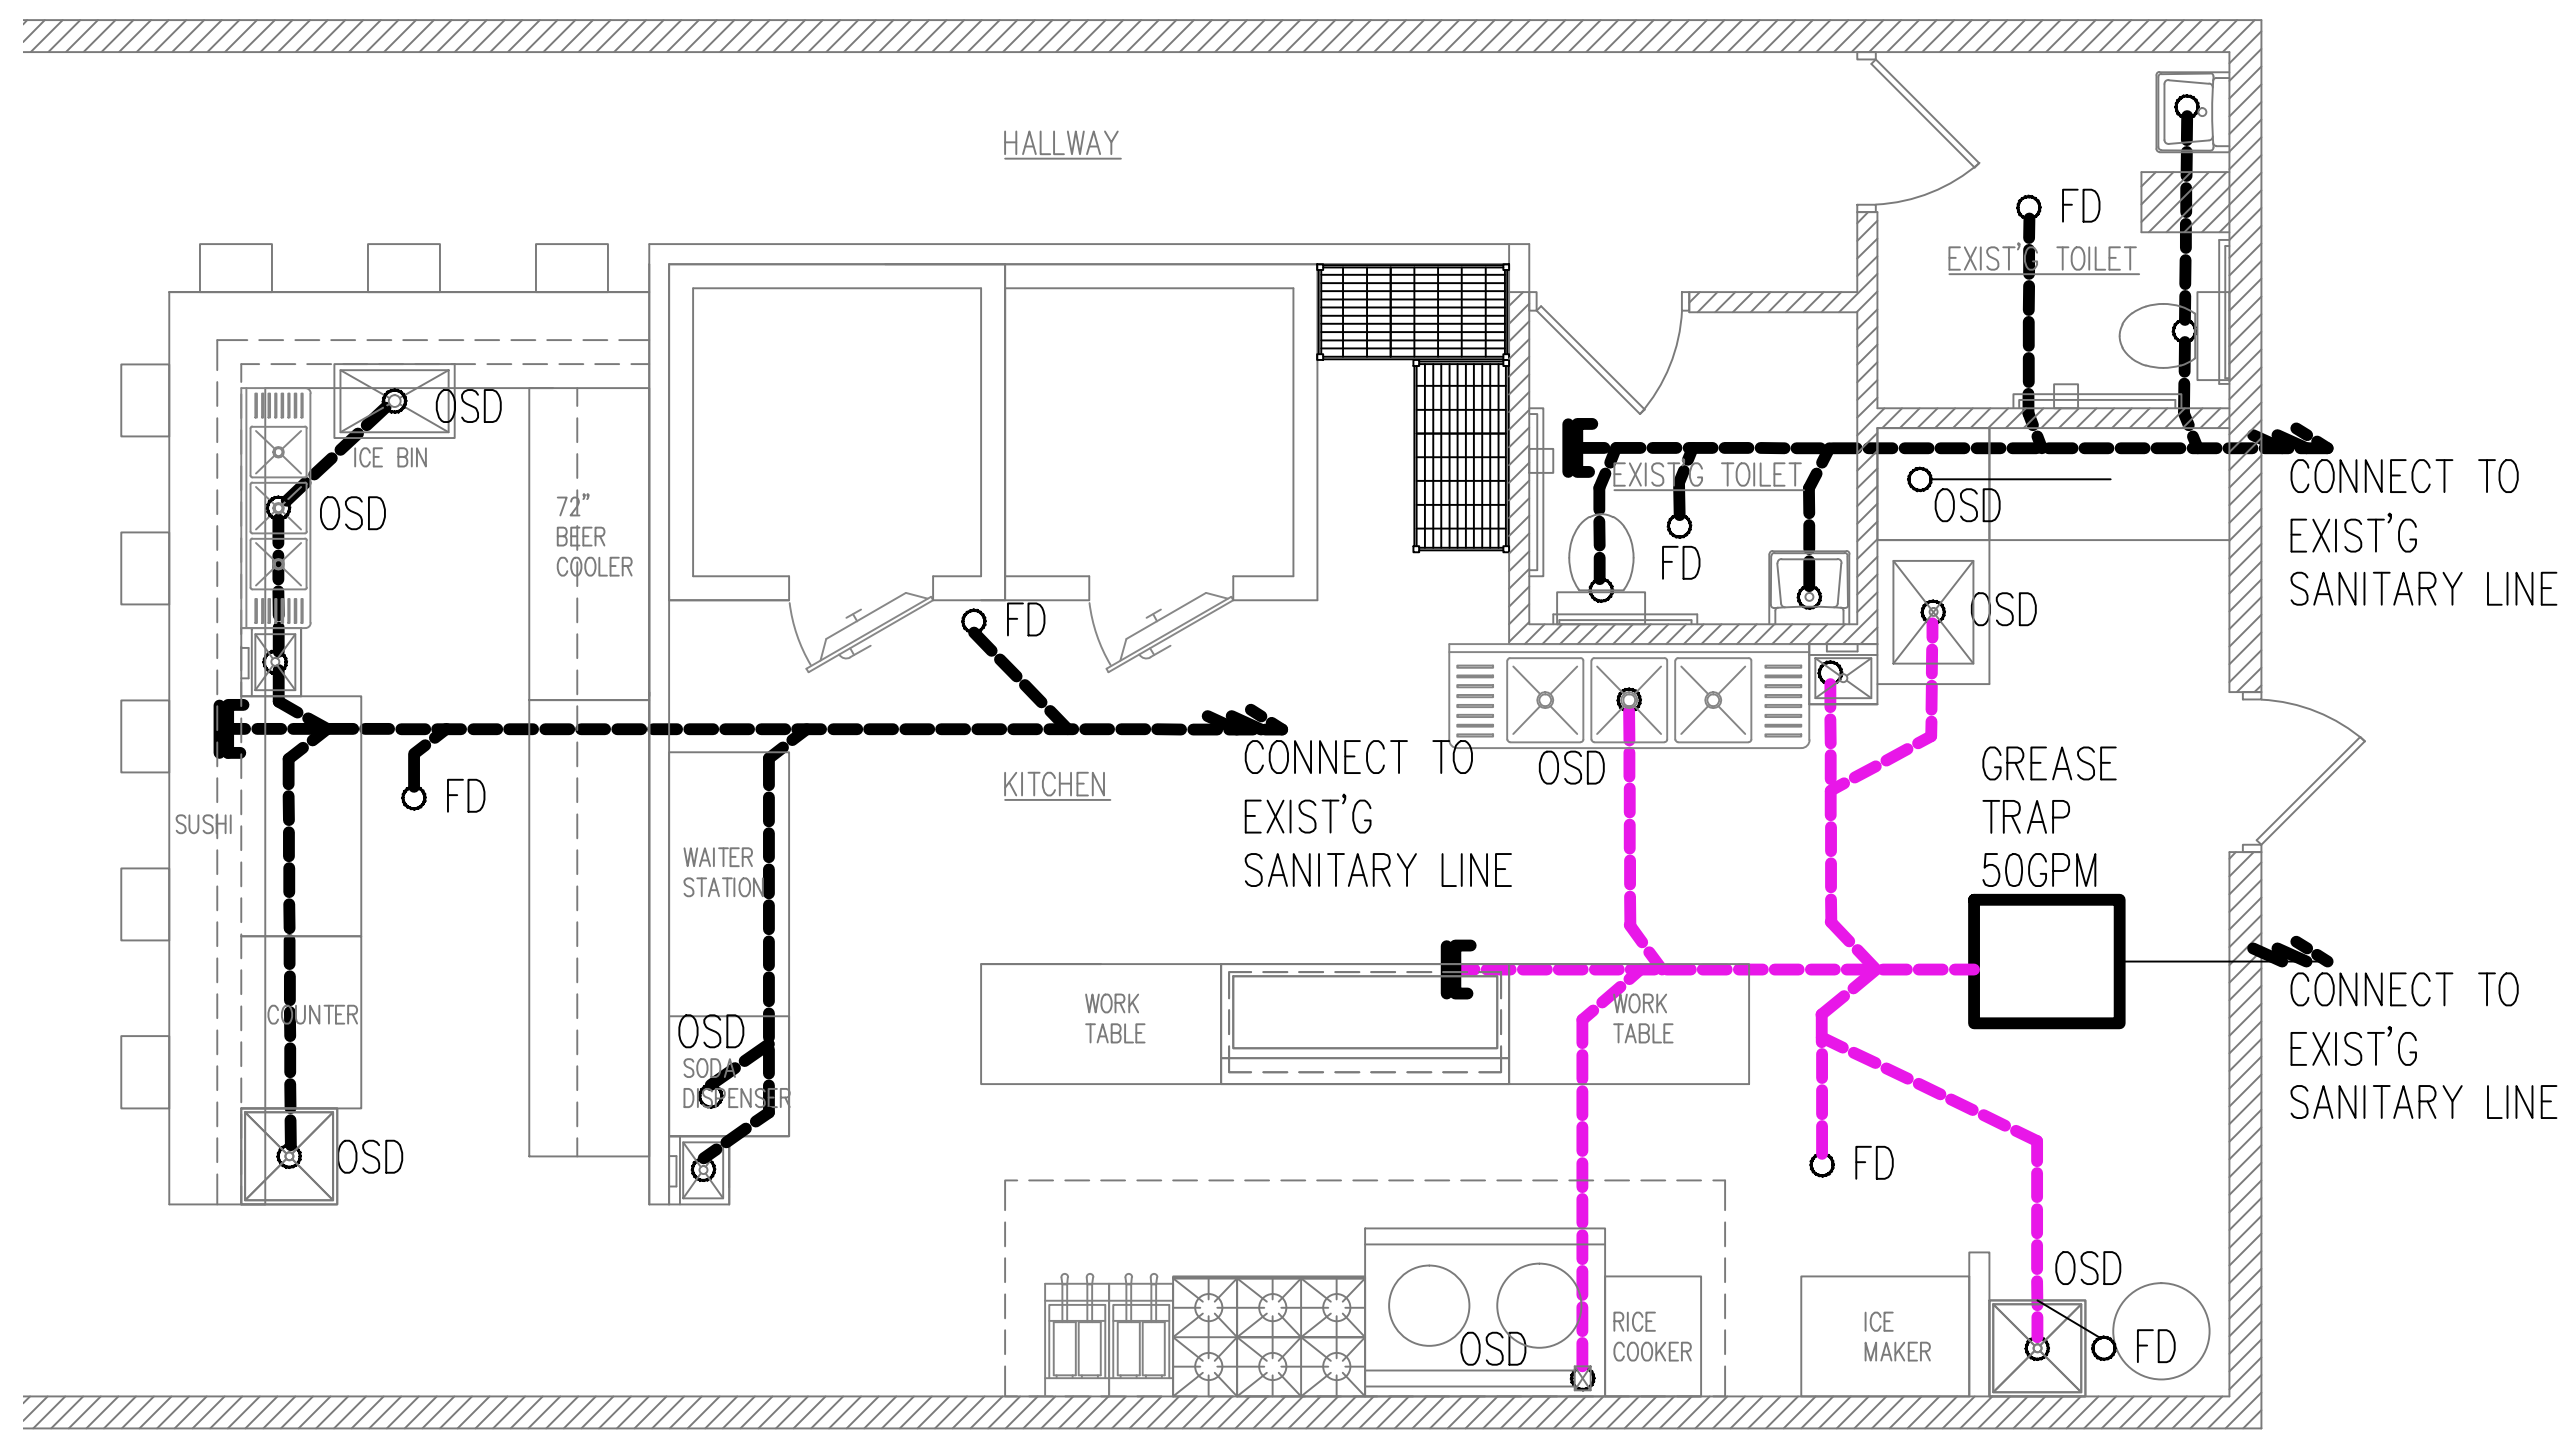 HALLWAY
FD
EXIST'G TOILET
OSD
ICE BIN
OSD
72"
BEER
COOLER
EXIST'G TOILET
FD
OSD
CONNECT TO
EXIST'G
SANITARY LINE
FD
OSD
CONNECT TO
EXIST'G
SANITARY LINE
OSD
KITCHEN
GREASE
TRAP
50GPM
FD
SUSHI
WAITER
STATION
COUNTER
OSD
SODA
DISPENSER
WORK
TABLE
WORK
TABLE
CONNECT TO
EXIST'G
SANITARY LINE
OSD
FD
OSD
OSD
RICE
COOKER
ICE
MAKER
FD